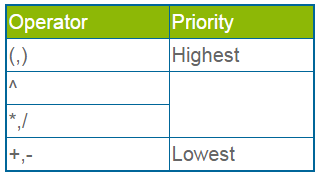 Operator Priority
(,) Highest
^
*,/
+,- Lowest